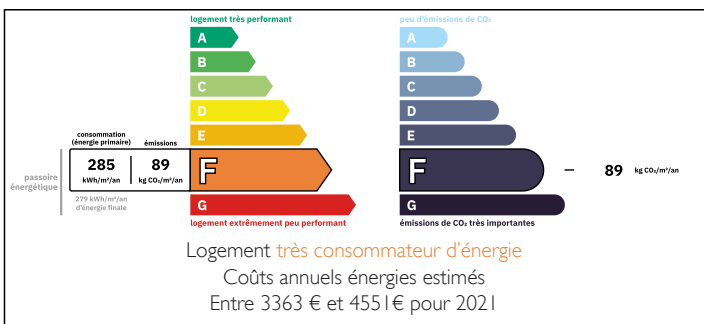 logement très performant
A
B
C
D
E
consommation
(énergie primaire)
émissions
285
kWh/m²/an
89
kg CO₂/m²/an
F
passoire
énergétique
279 kWh/m²/an
d'énergie finale
G
logement extrêmement peu performant
peu d'émissions de CO₂
A
B
C
D
E
F
89 kg CO₂/m²/an
G
émissions de CO₂ très importantes
Logement très consommateur d'énergie
Coûts annuels énergies estimés
Entre 3363 € et 4551€ pour 2021